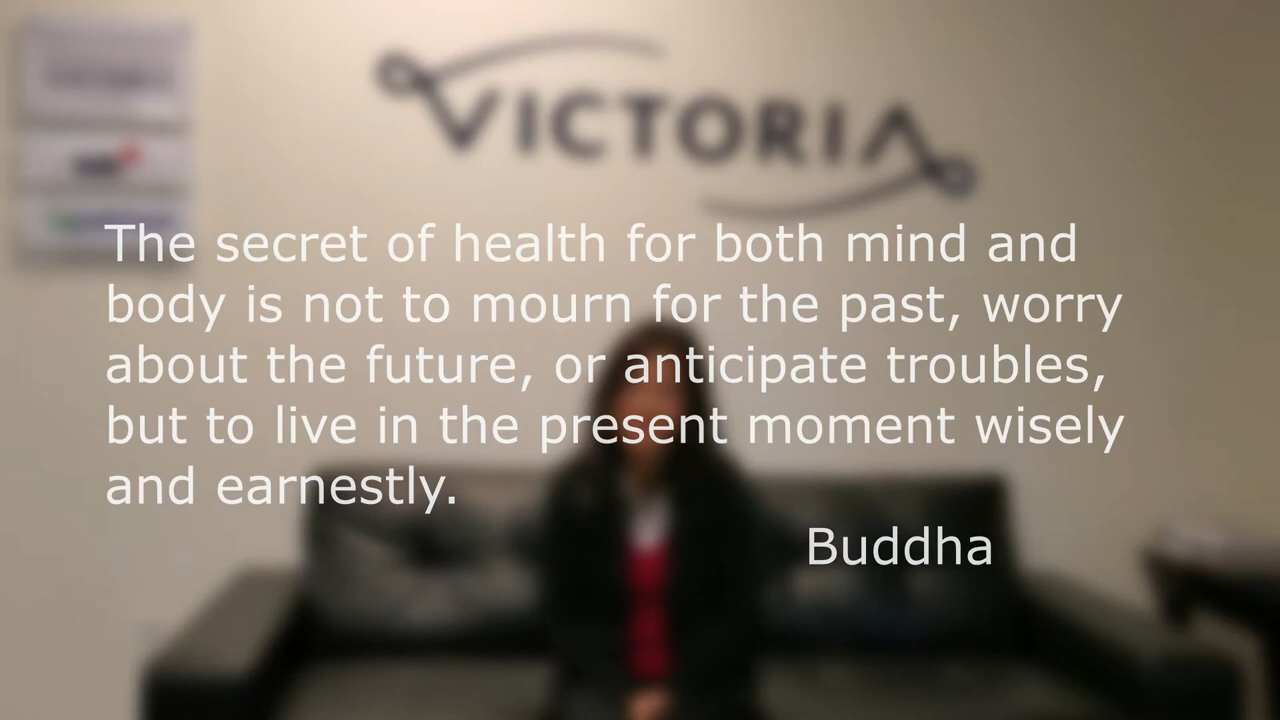 VICTORIA
The secret of health for both mind and
body is not to mourn for the past, worry
about the future, or anticipate troubles,
but to live in the present moment wisely
and earnestly.
Buddha